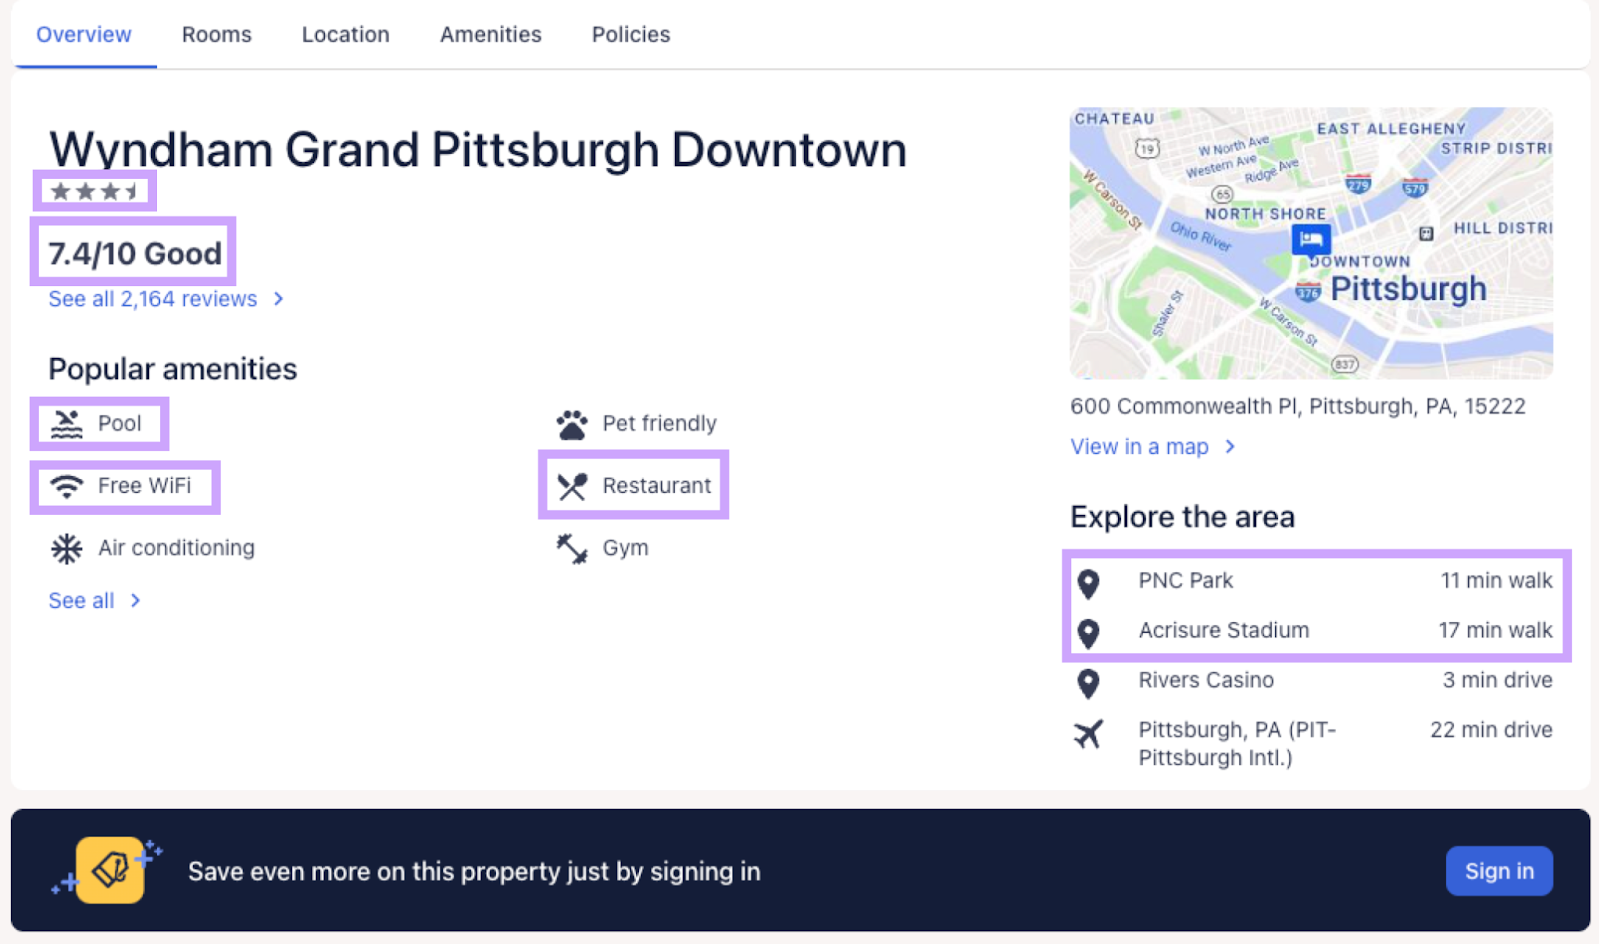 Overview
Rooms
Location
Amenities
Policies
Wyndham Grand Pittsburgh Downtown
7.4/10 Good
See all 2,164 reviews
Popular amenities
Pool
Pet friendly
Free WiFi
Restaurant
Air conditioning
Gym
See all
CHATEAU
EAST ALLEGHENY
STRIP DISTRI
19
W North Ave
Western Ave
Ridge Ave
W Carson St
65
279
579
NORTH SHORE
HILL DISTRI
Ohio River
DOWNTOWN
376
Pittsburgh
Shaler St
W Carson St
837
600 Commonwealth Pl, Pittsburgh, PA, 15222
View in a map
Explore the area
PNC Park 11 min walk
Acrisure Stadium 17 min walk
Rivers Casino 3 min drive
Pittsburgh, PA (PIT- 22 min drive
Pittsburgh Intl.)
Save even more on this property just by signing in
Sign in